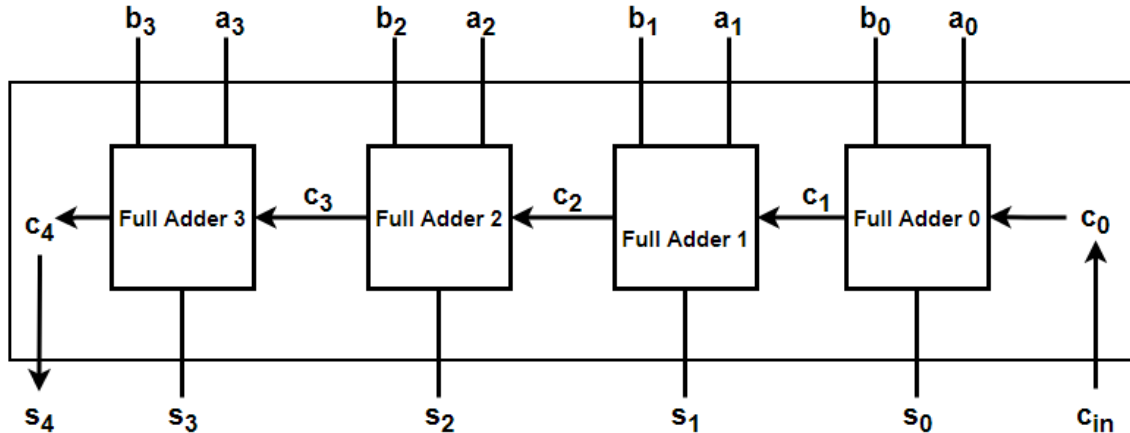 b₃ a₃ b₂ a₂ b₁ a₁ b₀ a₀
c₄ Full Adder 3 c₃ Full Adder 2 c₂ Full Adder 1 c₁ Full Adder 0 c₀
s₄ s₃ s₂ s₁ s₀ cᵢₙ